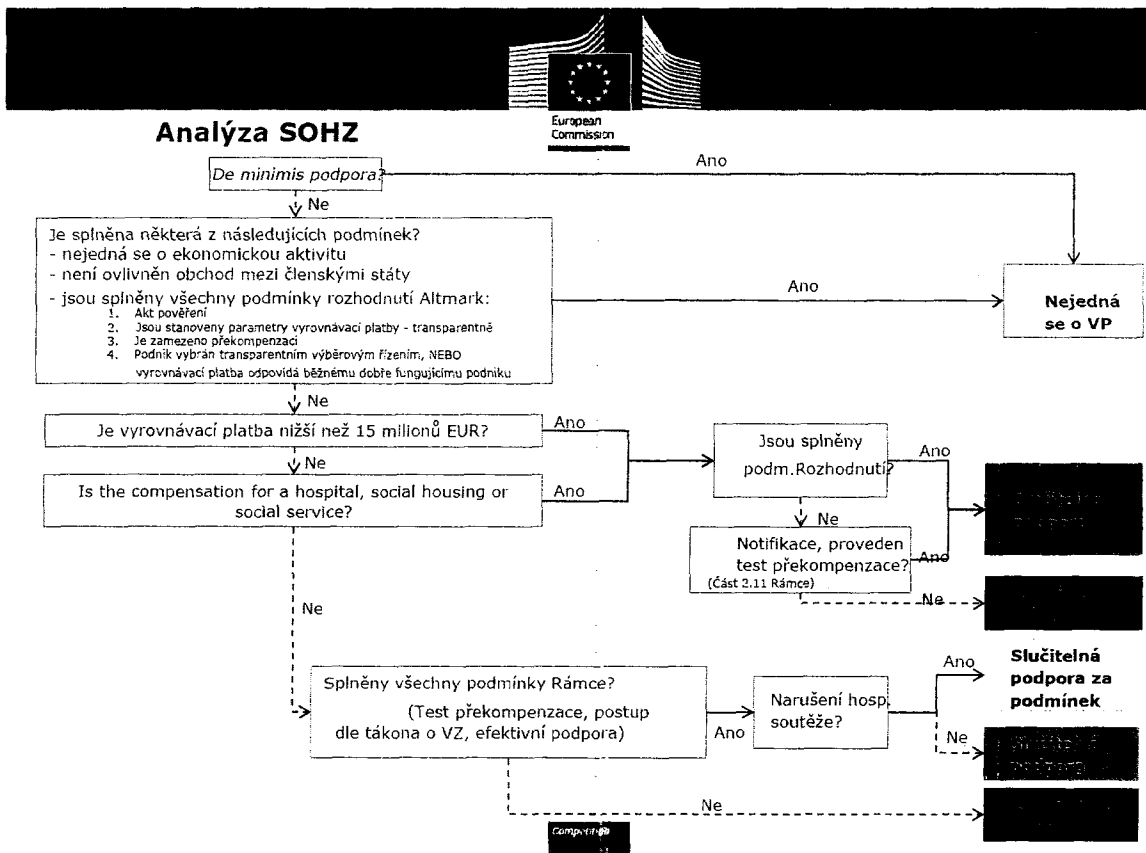 European
Commission
Analýza SOHZ
De minimis podpora?
Ano
Ne
Je splněna některá z následujících podmínek?
- nejedná se o ekonomickou aktivitu
- není ovlivněn obchod mezi členskými státy
- jsou splněny všechny podmínky rozhodnutí Altmark:
1. Akt pověření
2. Jsou stanoveny parametry vyrovnávací platby - transparentně
3. Je zamezeno překompenzaci
4. Podnik vybrán transparentním výběrovým řízením, NEBO
vyrovnávací platba odpovídá běžnému dobře fungujícímu podniku
Ano
Nejedná
se o VP
Ne
Je vyrovnávací platba nižší než 15 milionů EUR?
Ano
Ne
Is the compensation for a hospital, social housing or
social service?
Ano
Jsou splněny
podm.Rozhodnutí?
Ano
Ne
Notifikace, proveden
test překompenzace?
(Část 2.11 Rámce)
Ano
Ne
Ne
Splněny všechny podmínky Rámce?
(Test překompenzace, postup
dle tákona o VZ, efektivní podpora)
Ano
Narušení hosp.
soutěže?
Ano
Slučitelná
podpora za
podmínek
Ne
Ne